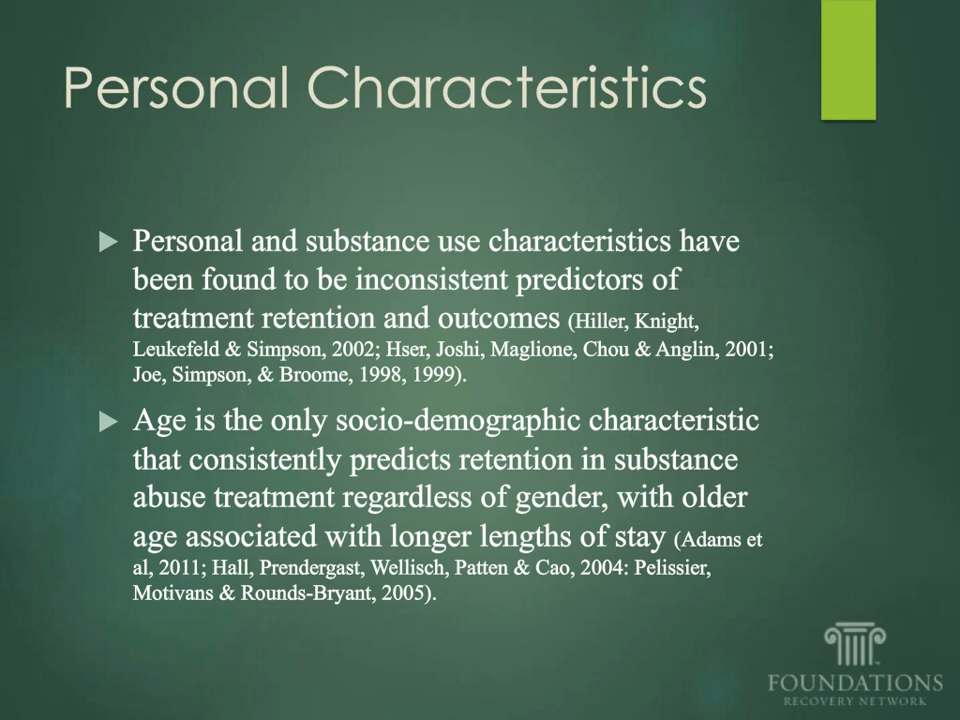 Personal Characteristics
Personal and substance use characteristics have
been found to be inconsistent predictors of
treatment retention and outcomes (Hiller, Knight,
Leukefeld & Simpson, 2002; Hser, Joshi, Maglione, Chou & Anglin, 2001;
Joe, Simpson, & Broome, 1998, 1999).
Age is the only socio-demographic characteristic
that consistently predicts retention in substance
abuse treatment regardless of gender, with older
age associated with longer lengths of stay (Adams et
al, 2011; Hall, Prendergast, Wellisch, Patten & Cao, 2004: Pelissier,
Motivans & Rounds-Bryant, 2005).
FOUNDATIONS
RECOVERY NETWORK